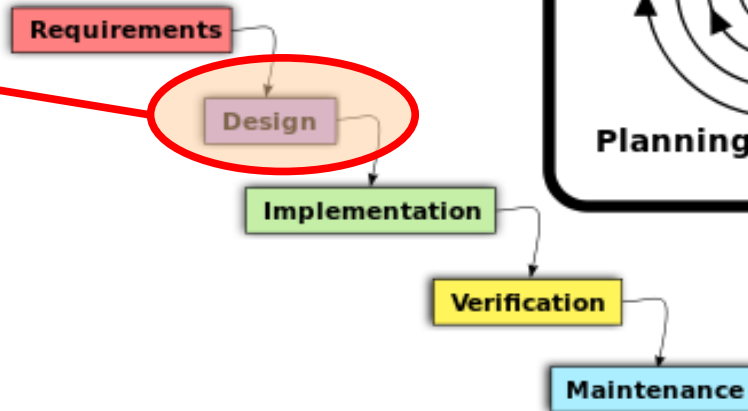 Requirements
Design
Planning
Implementation
Verification
Maintenance